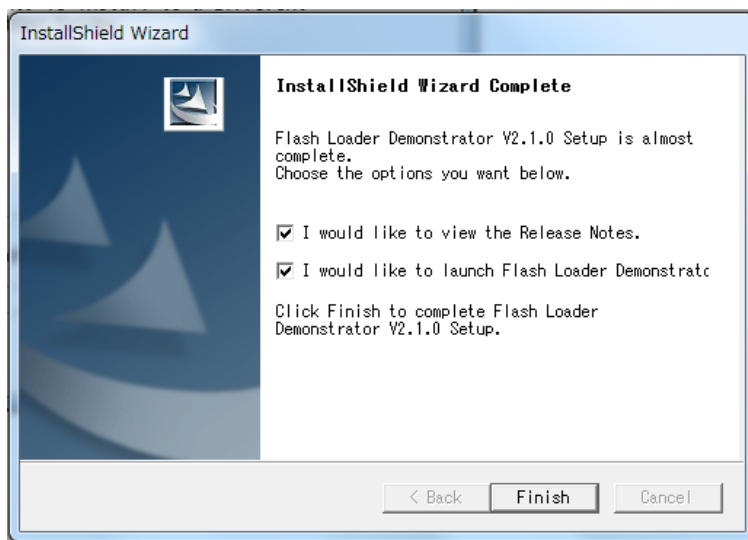 InstallShield Wizard
InstallShield Wizard Complete
Flash Loader Demonstrator V2.1.0 Setup is almost
complete.
Choose the options you want below.
I would like to view the Release Notes.
I would like to launch Flash Loader Demonstratc
Click Finish to complete Flash Loader
Demonstrator V2.1.0 Setup.
< Back
Finish
Cancel